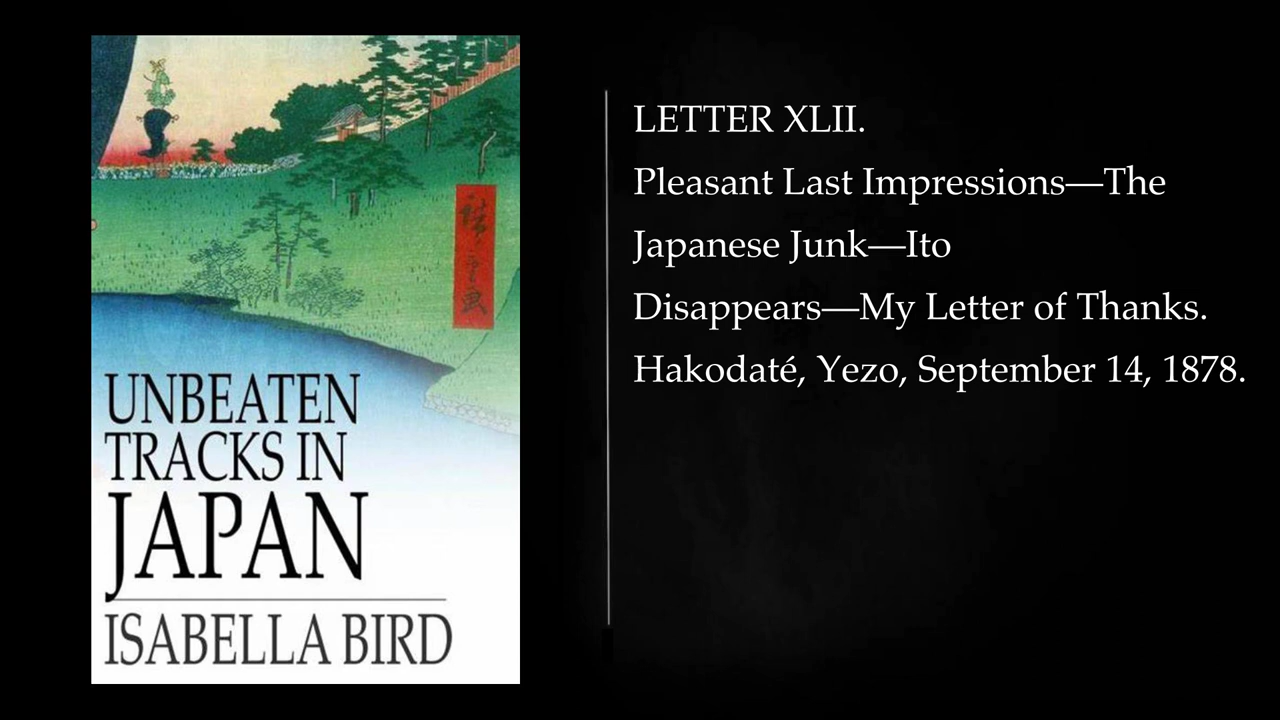 UNBEATEN
TRACKS IN
JAPAN
ISABELLA BIRD
LETTER XLII.
Pleasant Last Impressions—The
Japanese Junk—Ito
Disappears—My Letter of Thanks.
Hakodaté, Yezo, September 14, 1878.